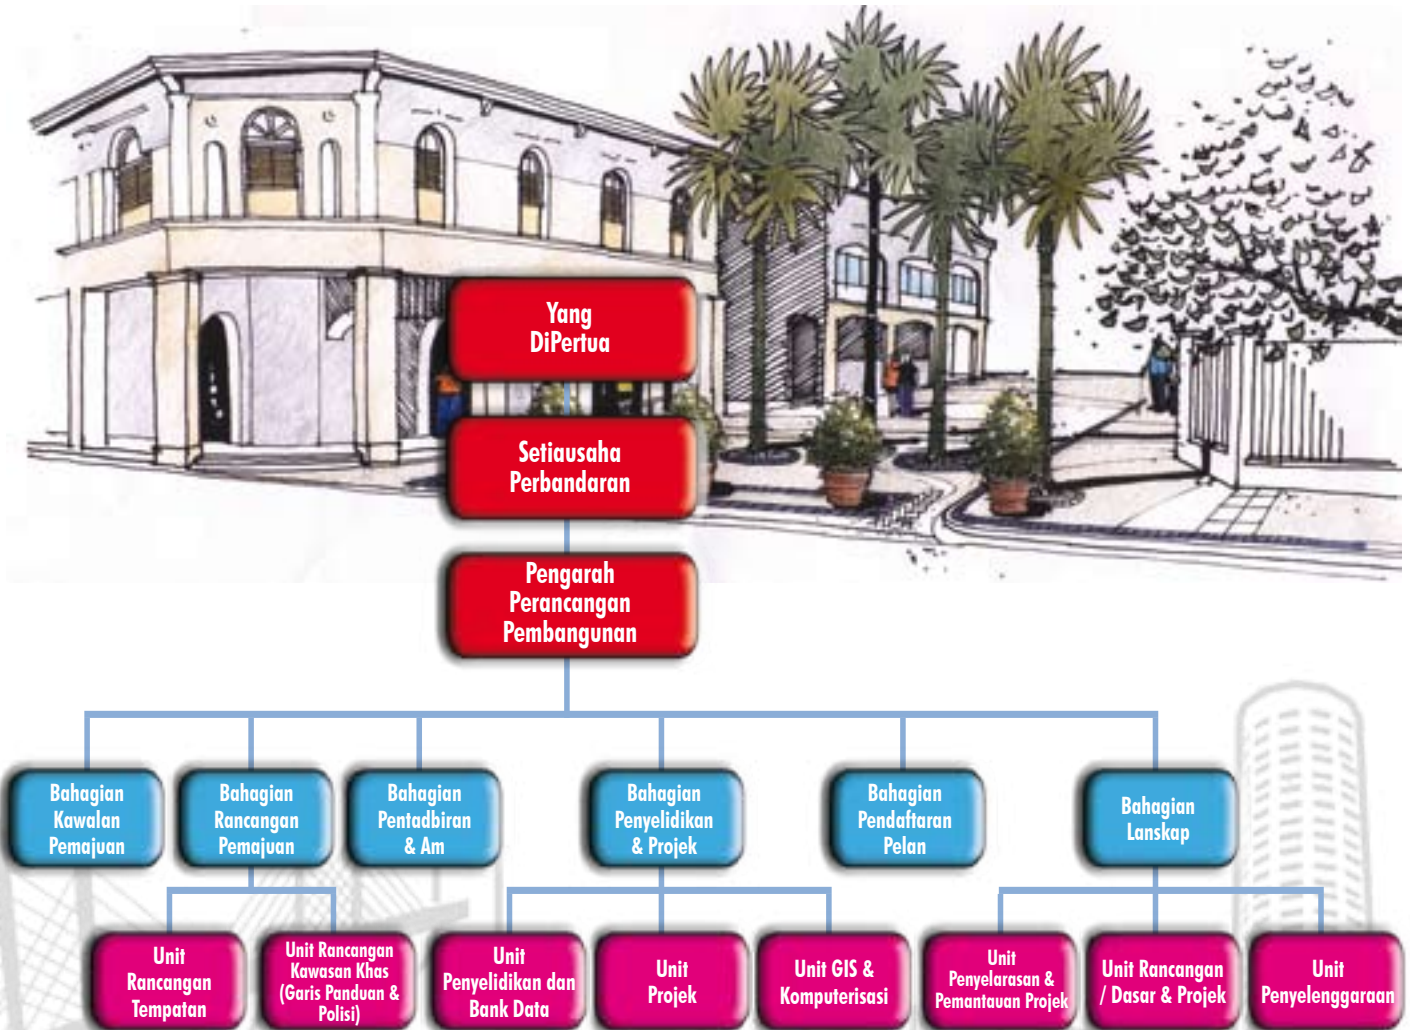 Yang
DiPertua
Setiausaha
Perbandaran
Pengarah
Perancangan
Pembangunan
Bahagian
Kawalan
Pemajuan
Bahagian
Rancangan
Pemajuan
Bahagian
Pentadbiran
& Am
Bahagian
Penyelidikan
& Projek
Bahagian
Pendaftaran
Pelan
Bahagian
Lanskap
Unit
Rancangan
Tempatan
Unit Rancangan
Kawasan Khas
(Garis Panduan &
Polisi)
Unit
Penyelidikan dan
Bank Data
Unit
Projek
Unit GIS &
Komputerisasi
Unit
Penyelarasan &
Pemantauan Projek
Unit Rancangan
/ Dasar & Projek
Unit
Penyelenggaraan